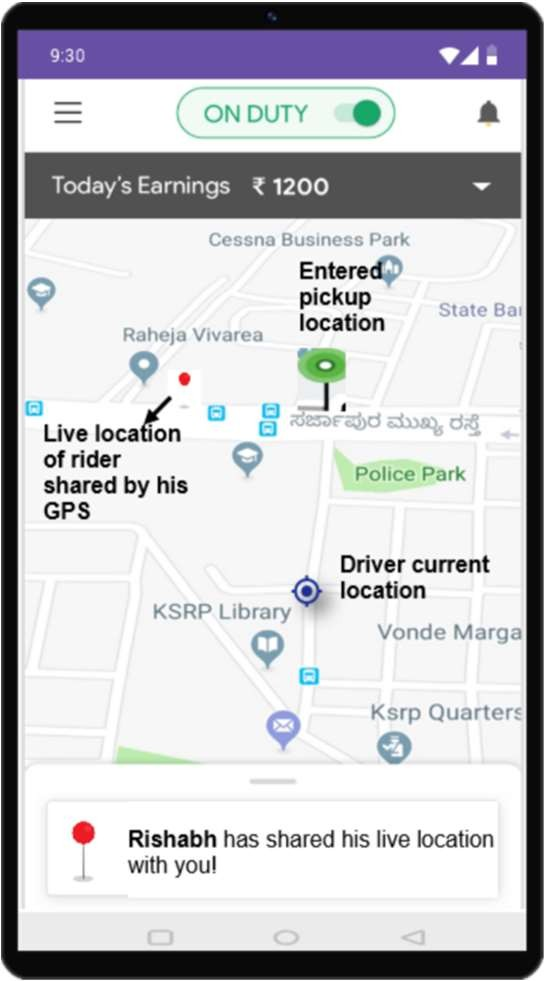 9:30
ON DUTY
Today's Earnings ₹ 1200
Cessna Business Park
Entered
pickup
location
State Ba
Raheja Vivarea
ಸರ್ಜಾಪುರ ಮುಖ್ಯ ರಸ್ತೆ
Live location
of rider
shared by his
GPS
Police Park
Driver current
location
KSRP Library
Vonde Marga
Ksrp Quarters
Rishabh has shared his live location
with you!